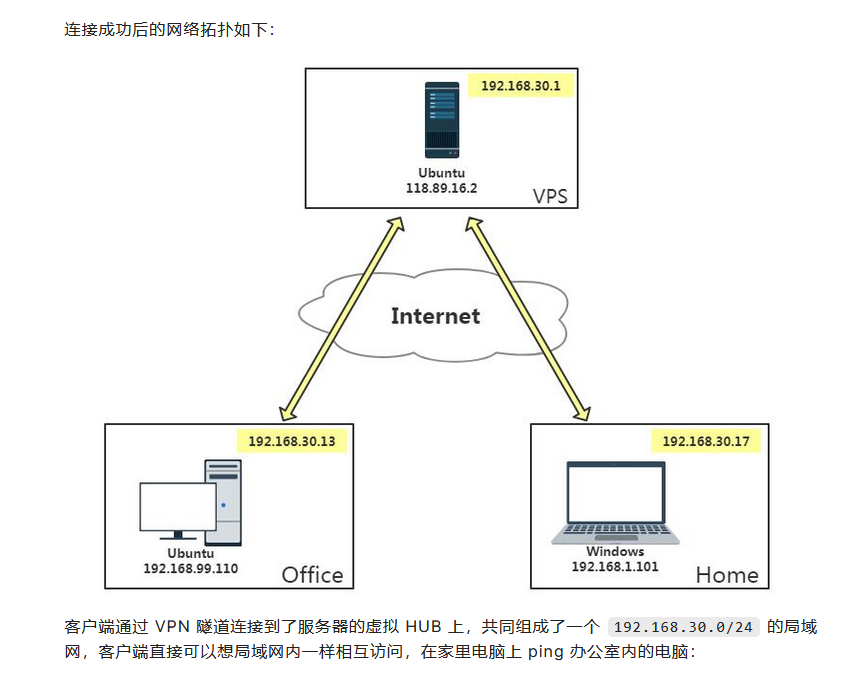 连接成功后的网络拓扑如下：
192.168.30.1
Ubuntu
118.89.16.2
VPS
Internet
192.168.30.13
Ubuntu
192.168.99.110
Office
192.168.30.17
Windows
192.168.1.101
Home
客户端通过 VPN 隧道连接到了服务器的虚拟 HUB 上，共同组成了一个 192.168.30.0/24 的局域
网，客户端直接可以想局域网内一样相互访问，在家里电脑上 ping 办公室内的电脑：